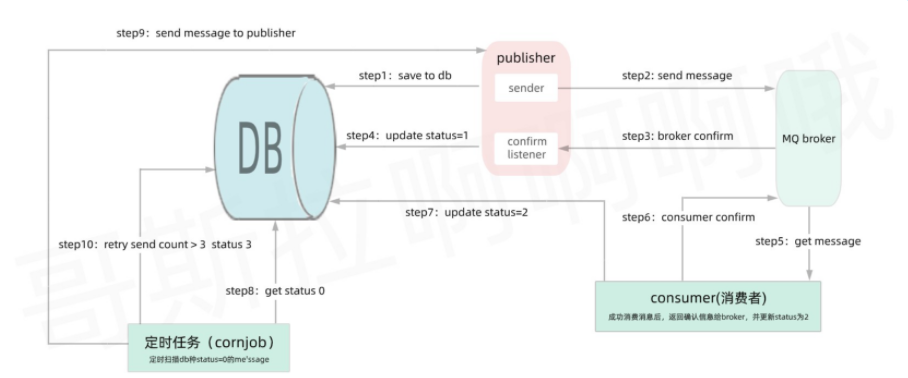 step9：send message to publisher
publisher
step1：save to db
sender
step2：send message
DB
step4：update status=1
confirm
listener
step3：broker confirm
MQ broker
step7：update status=2
step6：consumer confirm
step5：get message
step10：retry send count > 3 status 3
step8：get status 0
consumer(消费者)
成功消费消息后，返回确认信息给broker，并更新status为2
定时任务（cornjob）
定时扫描db种status=0的me'ssage
哥斯拉啊啊啊哦